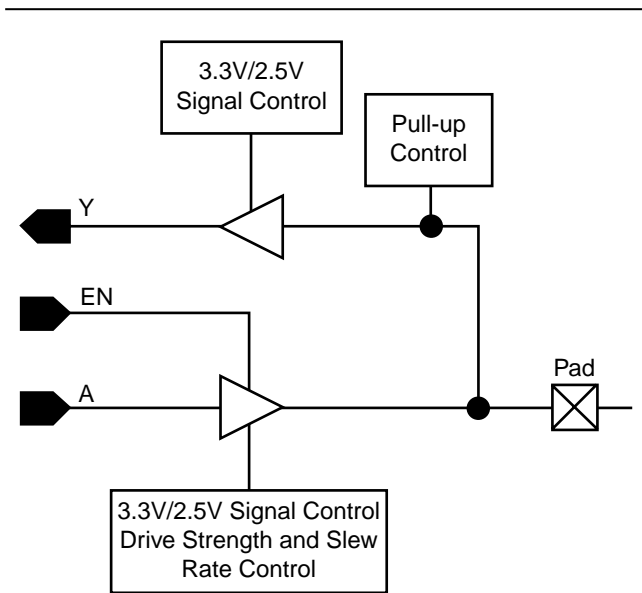 3.3V/2.5V
Signal Control
Pull-up
Control
Y
EN
A
Pad
3.3V/2.5V Signal Control
Drive Strength and Slew
Rate Control